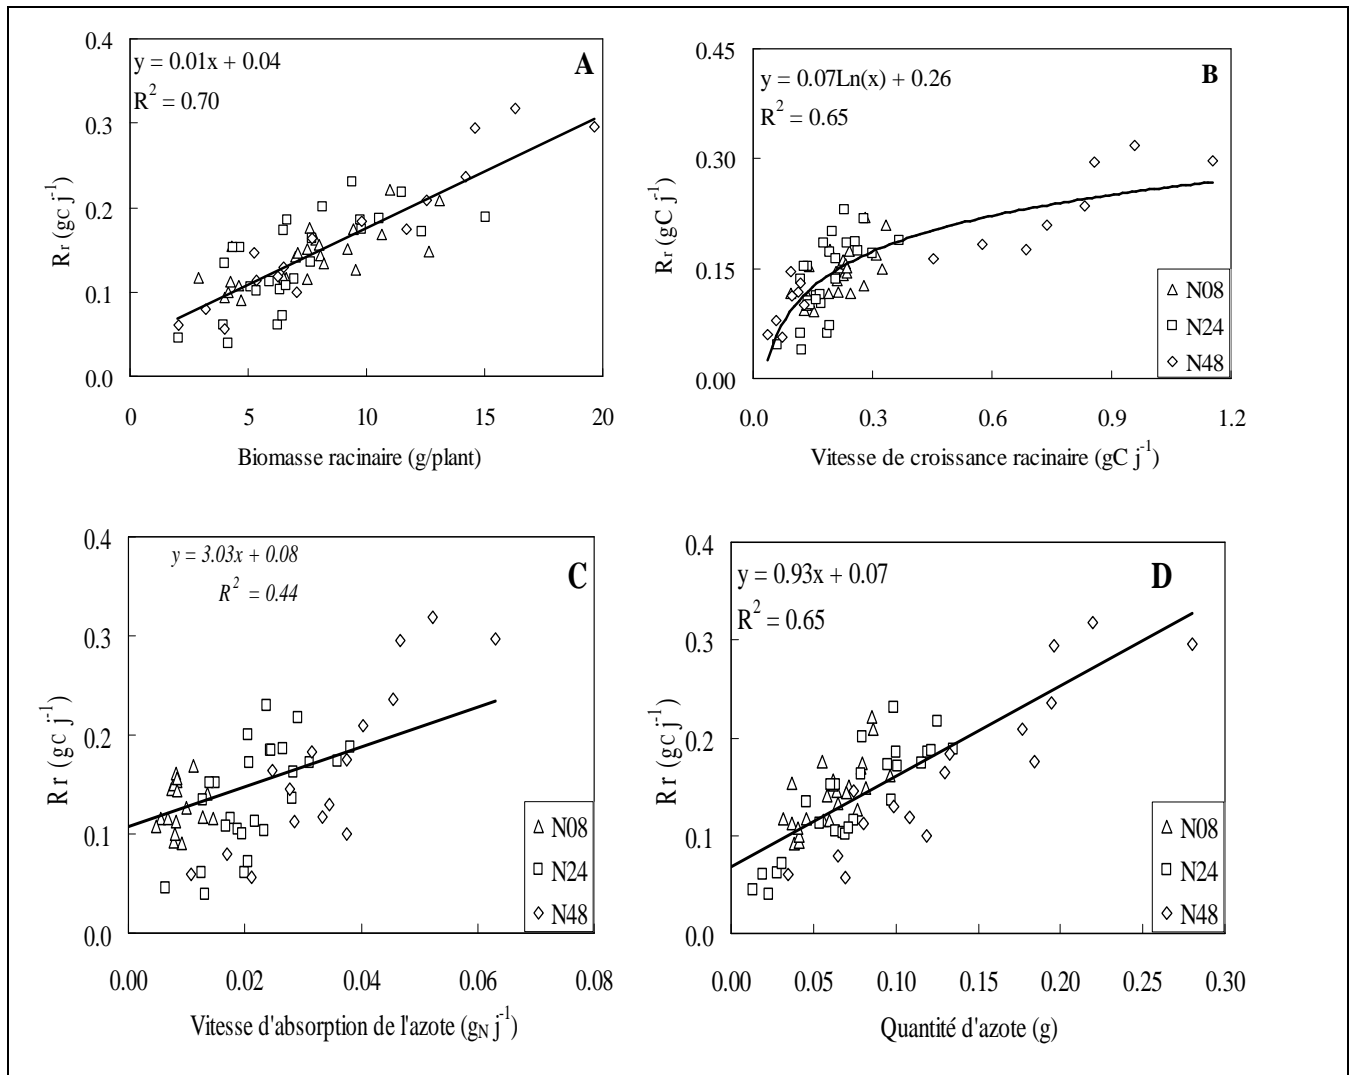 y = 0.01x + 0.04
R² = 0.70
A
0.4
0.3
0.2
0.1
0.0
Rr (gC j⁻¹)
0 5 10 15 20
Biomasse racinaire (g/plant)
y = 0.07Ln(x) + 0.26
R² = 0.65
B
0.45
0.30
0.15
0.00
Rr (gC j⁻¹)
N08
N24
N48
0.0 0.3 0.6 0.9 1.2
Vitesse de croissance racinaire (gC j⁻¹)
y = 3.03x + 0.08
R² = 0.44
C
0.4
0.3
0.2
0.1
0.0
Rr (gC j⁻¹)
N08
N24
N48
0.00 0.02 0.04 0.06 0.08
Vitesse d'absorption de l'azote (gN j⁻¹)
y = 0.93x + 0.07
R² = 0.65
D
0.4
0.3
0.2
0.1
0.0
Rr (gC j⁻¹)
N08
N24
N48
0.00 0.05 0.10 0.15 0.20 0.25 0.30
Quantité d'azote (g)